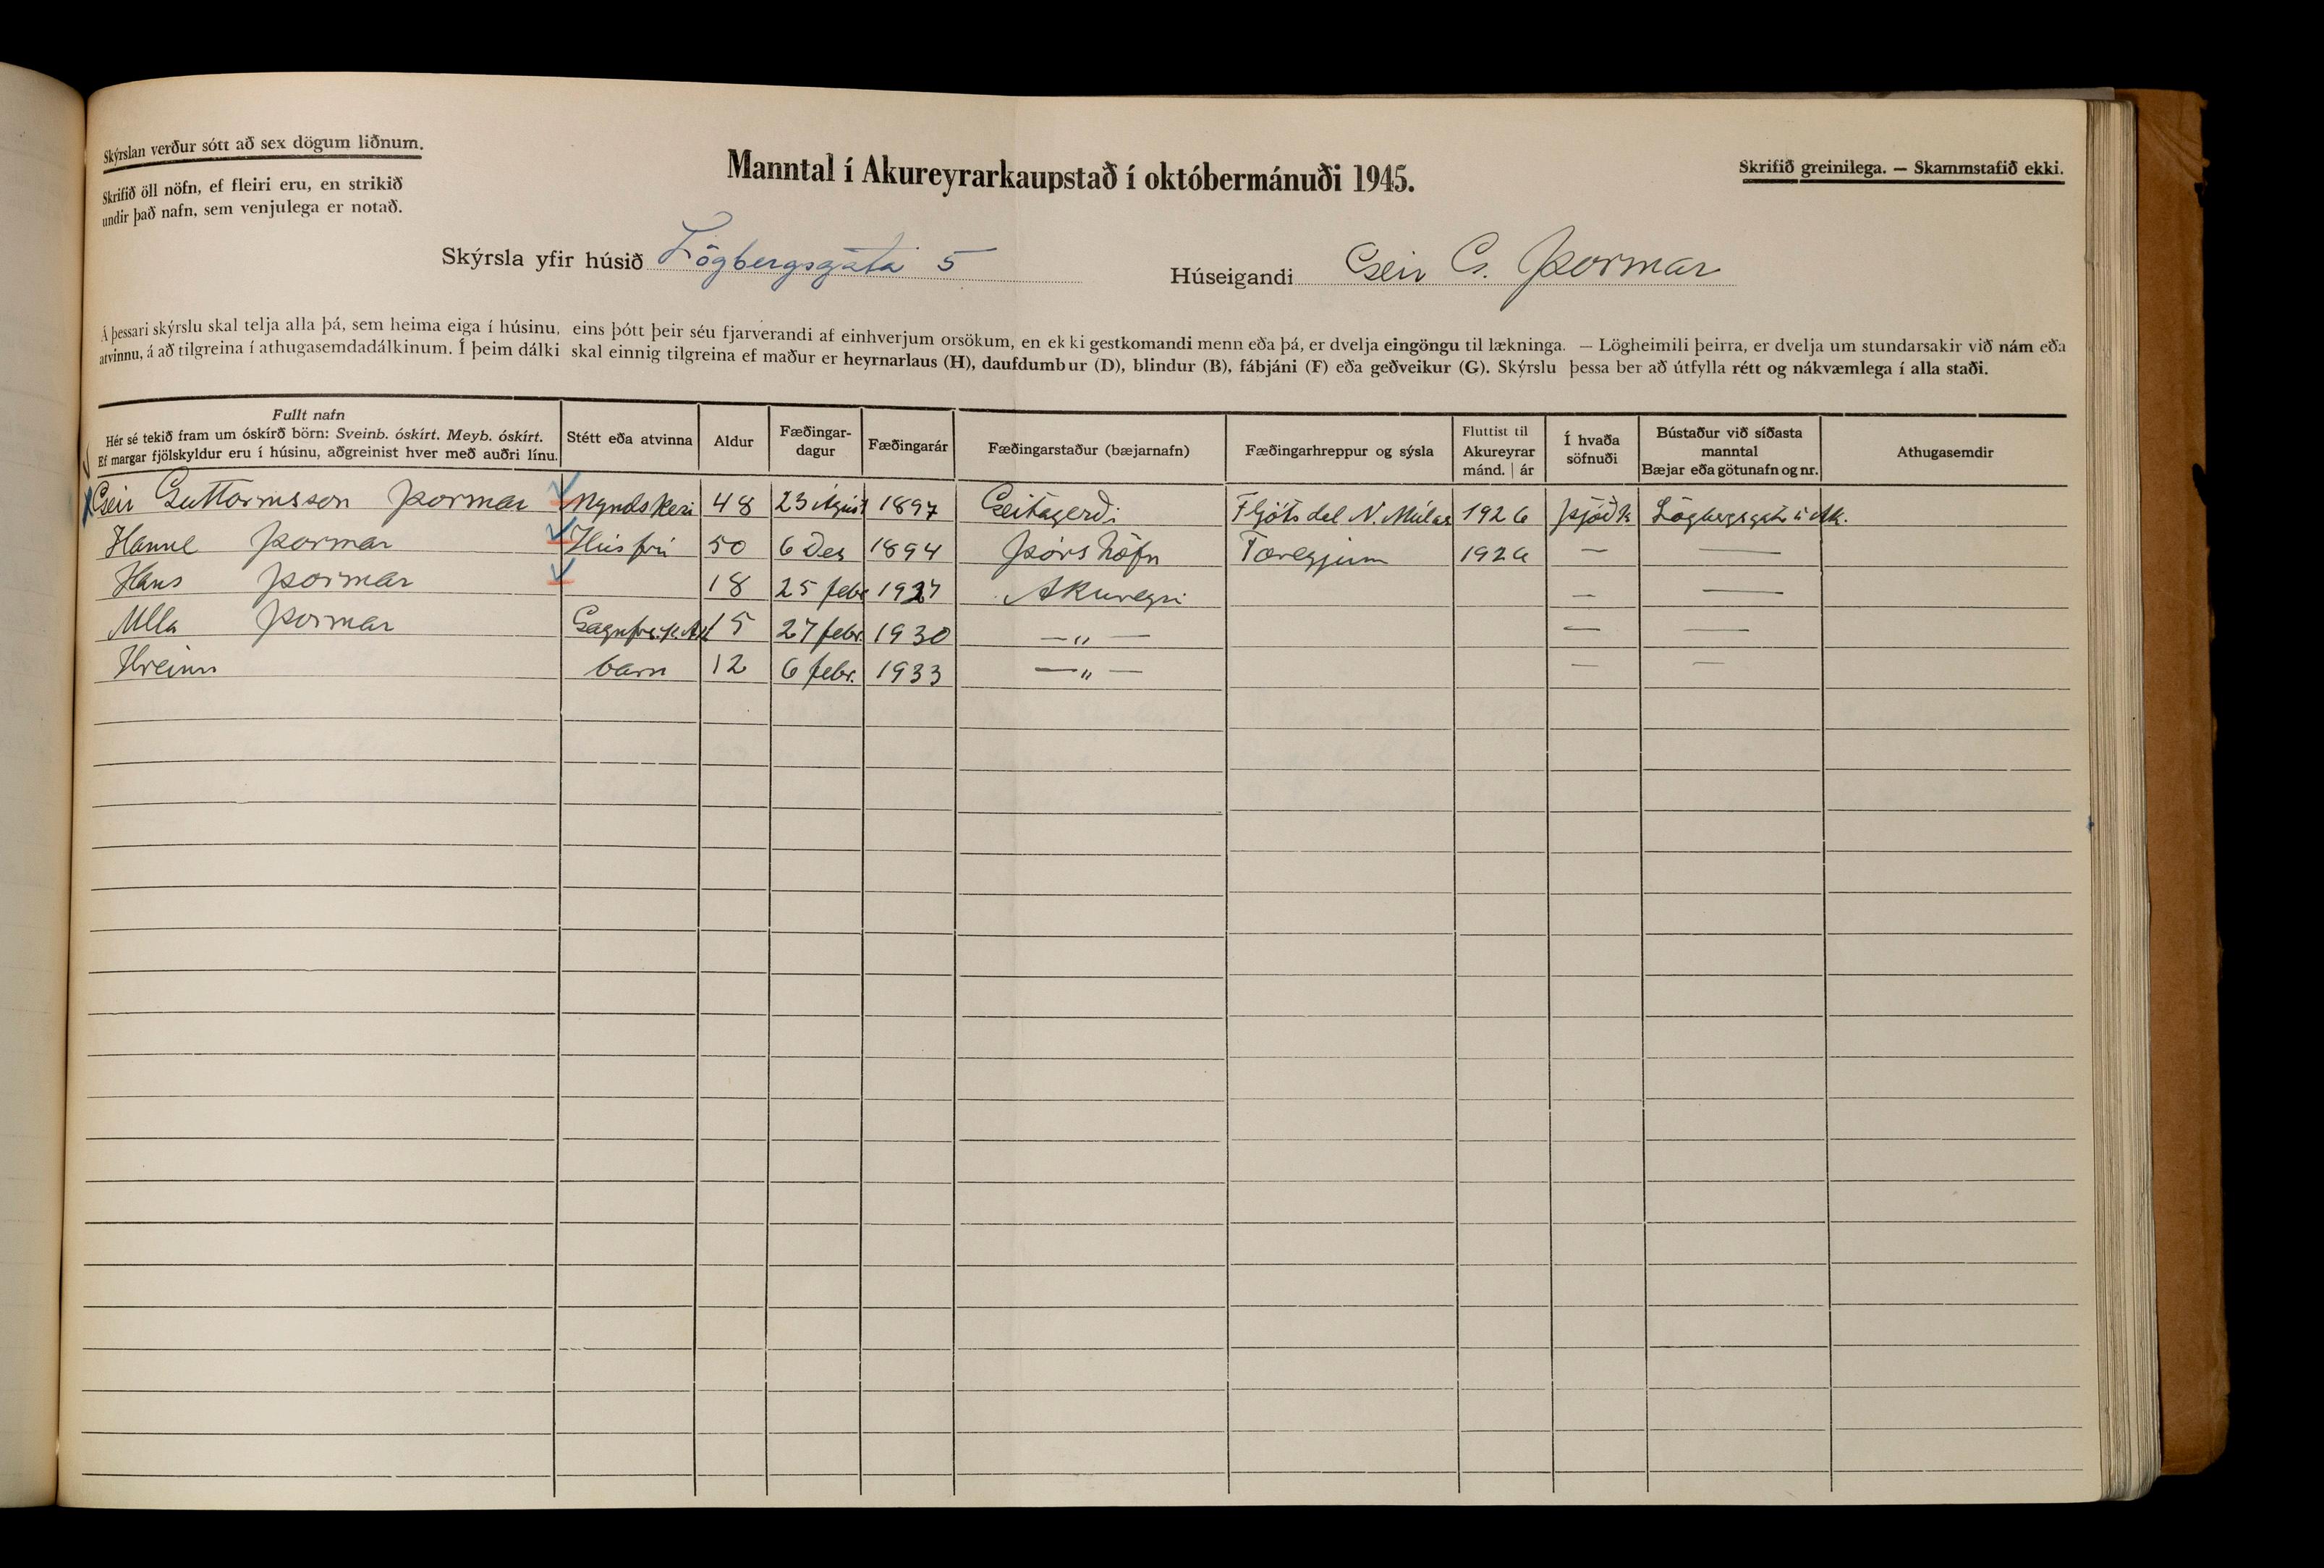 Skýrslan verður sótt að sex dögum liðnum.
Skrifið öll nöfn, ef fleiri eru, en strikið
undir það nafn, sem venjulega er notað.
Manntal í Akureyrarkaupstað í októbermánuði 1945.
Skrifið greinilega. — Skammstafið ekki.
Skýrsla yfir húsið Lögbergsgata 5
Húseigandi Geir G. Þormar
Á þessari skýrslu skal telja alla þá, sem heima eiga í húsinu, eins þótt þeir séu fjarverandi af einhverjum orsökum, en ekki gestkomandi menn eða þá, er dvelja eingöngu til lækninga. — Lögheimili þeirra, er dvelja um stundarsakir við nám eða
atvinnu, á að tilgreina í athugasemdadálkinum. Í þeim dálki skal einnig tilgreina ef maður er heyrnarlaus (H), daufdumbur (D), blindur (B), fábjáni (F) eða geðveikur (G). Skýrslu þessa ber að útfylla rétt og nákvæmlega í alla staði.
Fullt nafn
Hér sé tekið fram um óskírð börn: Sveinb. óskírt. Meyb. óskírt.
Ef margar fjölskyldur eru í húsinu, aðgreinist hver með auðri línu.
Stétt eða atvinna
Aldur
Fæðingar-
dagur
Fæðingarár
Fæðingarstaður (bæjarnafn)
Fæðingarhreppur og sýsla
Fluttist til
Akureyrar
mánd. | ár
Í hvaða
söfnuði
Bústaður við síðasta
manntal
Bæjar eða götunafn og nr.
Athugasemdir
Geir Guttormsson Þormar Myndskeri 48 23 Ágúst 1897 Geitagerði Fljótsdal N. Múlas 1926 Þjóðk Lögbergsgötu 5 Ak.
Hanne Þormar Húsfrú 50 6 Des 1894 Þórshöfn Færeyjum 1926 — —
Hans Þormar 18 25 febr 1927 Akureyri — —
Ulla Þormar 15 27 febr. 1930 — „ — — —
Hreinn barn 12 6 febr. 1933 — „ — — —